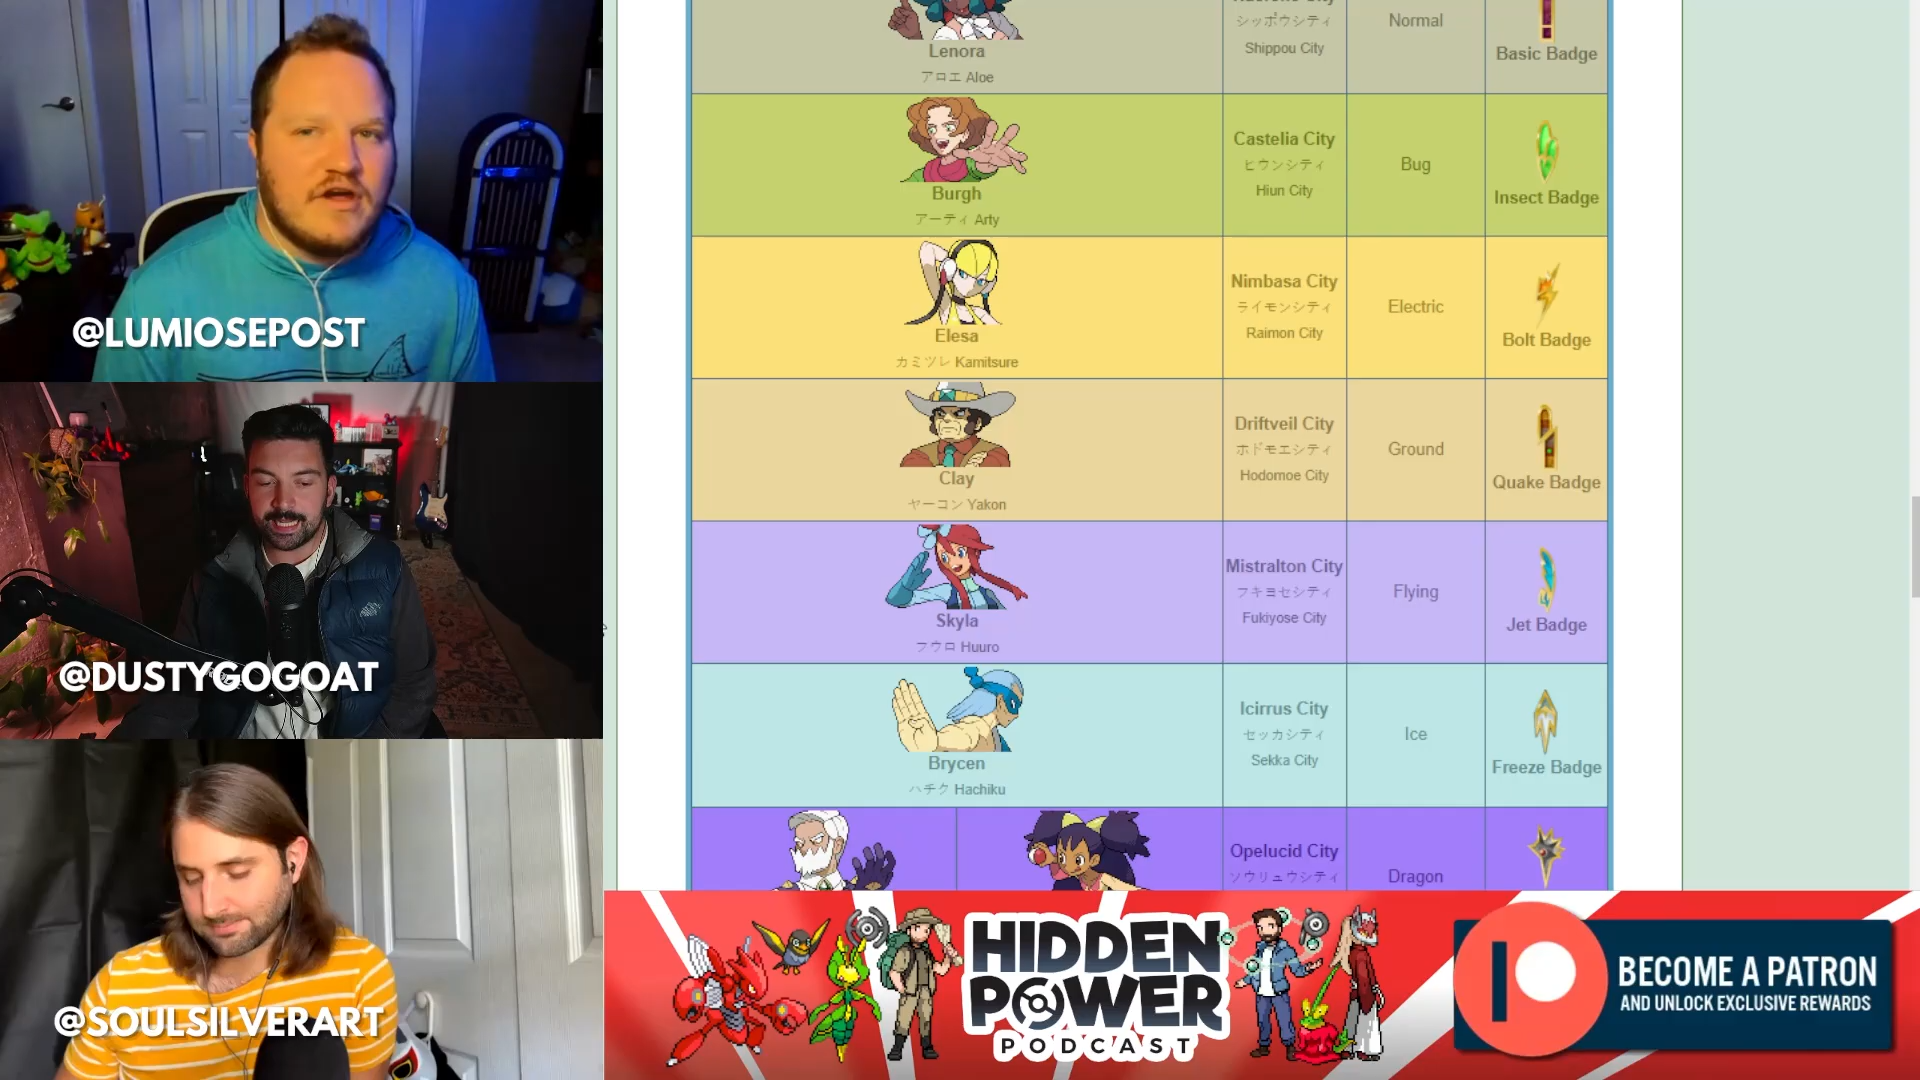 @LUMIOSEPOST
@DUSTYGOGOAT
@SOULSILVERART
Lenora
アロエ Aloe
シッポウシティ
Shippou City
Normal
Basic Badge
Burgh
アーティ Arty
Castelia City
ヒウンシティ
Hiun City
Bug
Insect Badge
Elesa
カミツレ Kamitsure
Nimbasa City
ライモンシティ
Raimon City
Electric
Bolt Badge
Clay
ヤーコン Yakon
Driftveil City
ホドモエシティ
Hodomoe City
Ground
Quake Badge
Skyla
フウロ Huuro
Mistralton City
フキヨセシティ
Fukiyose City
Flying
Jet Badge
Brycen
ハチク Hachiku
Icirrus City
セッカシティ
Sekka City
Ice
Freeze Badge
Opelucid City
ソウリュウシティ
Dragon
HIDDEN
POWER
PODCAST
BECOME A PATRON
AND UNLOCK EXCLUSIVE REWARDS